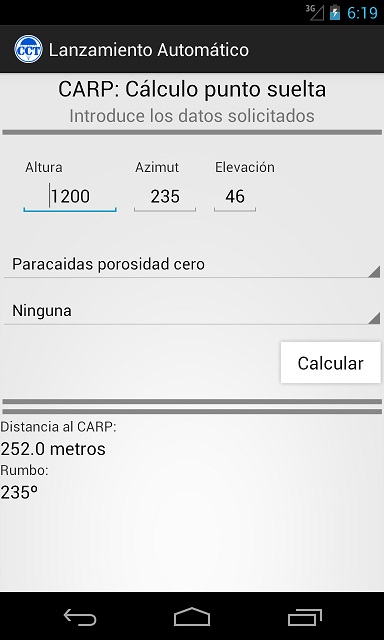 3G 6:19
CCT Lanzamiento Automático
CARP: Cálculo punto suelta
Introduce los datos solicitados
Altura Azimut Elevación
1200 235 46
Paracaidas porosidad cero
Ninguna
Calcular
Distancia al CARP:
252.0 metros
Rumbo:
235º